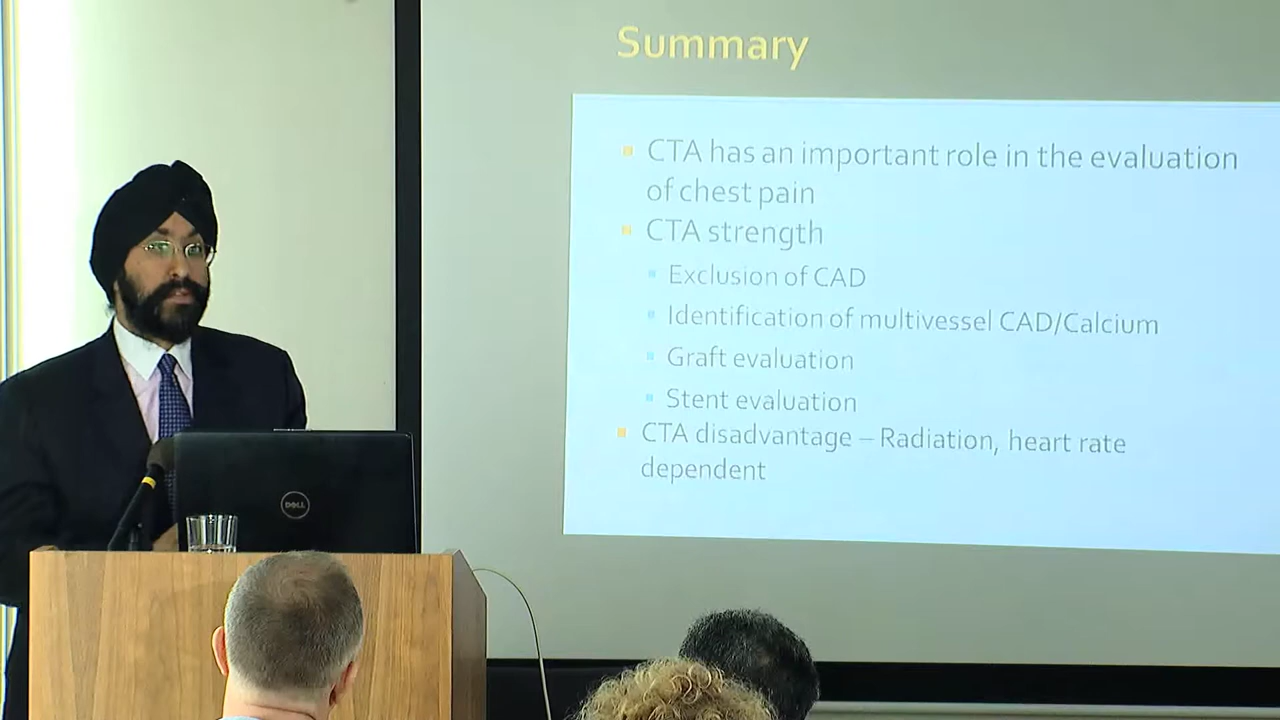 Summary
CTA has an important role in the evaluation
of chest pain
CTA strength
Exclusion of CAD
Identification of multivessel CAD/Calcium
Graft evaluation
Stent evaluation
CTA disadvantage – Radiation, heart rate
dependent
DELL